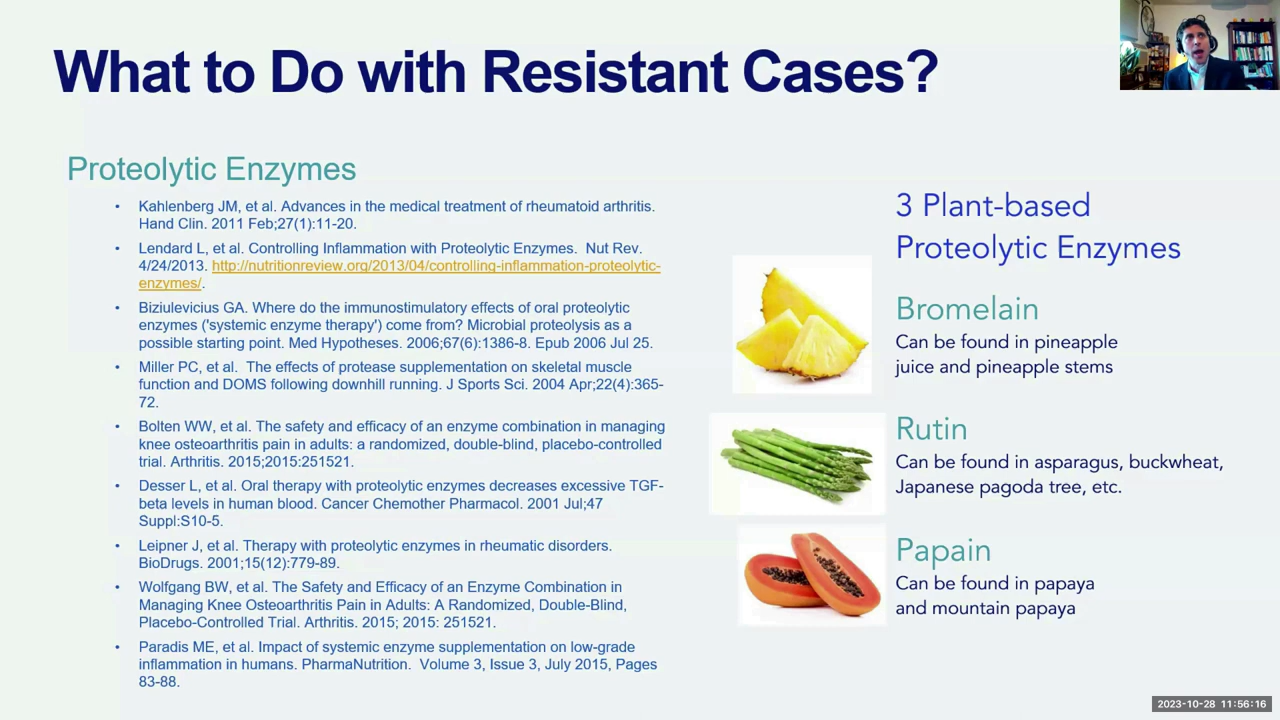 What to Do with Resistant Cases?
Proteolytic Enzymes
• Kahlenberg JM, et al. Advances in the medical treatment of rheumatoid arthritis.
Hand Clin. 2011 Feb;27(1):11-20.
• Lendard L, et al. Controlling Inflammation with Proteolytic Enzymes. Nut Rev.
4/24/2013. http://nutritionreview.org/2013/04/controlling-inflammation-proteolytic-
enzymes/.
• Biziulevicius GA. Where do the immunostimulatory effects of oral proteolytic
enzymes ('systemic enzyme therapy') come from? Microbial proteolysis as a
possible starting point. Med Hypotheses. 2006;67(6):1386-8. Epub 2006 Jul 25.
• Miller PC, et al. The effects of protease supplementation on skeletal muscle
function and DOMS following downhill running. J Sports Sci. 2004 Apr;22(4):365-
72.
• Bolten WW, et al. The safety and efficacy of an enzyme combination in managing
knee osteoarthritis pain in adults: a randomized, double-blind, placebo-controlled
trial. Arthritis. 2015;2015:251521.
• Desser L, et al. Oral therapy with proteolytic enzymes decreases excessive TGF-
beta levels in human blood. Cancer Chemother Pharmacol. 2001 Jul;47
Suppl:S10-5.
• Leipner J, et al. Therapy with proteolytic enzymes in rheumatic disorders.
BioDrugs. 2001;15(12):779-89.
• Wolfgang BW, et al. The Safety and Efficacy of an Enzyme Combination in
Managing Knee Osteoarthritis Pain in Adults: A Randomized, Double-Blind,
Placebo-Controlled Trial. Arthritis. 2015; 2015: 251521.
• Paradis ME, et al. Impact of systemic enzyme supplementation on low-grade
inflammation in humans. PharmaNutrition. Volume 3, Issue 3, July 2015, Pages
83-88.
3 Plant-based
Proteolytic Enzymes
Bromelain
Can be found in pineapple
juice and pineapple stems
Rutin
Can be found in asparagus, buckwheat,
Japanese pagoda tree, etc.
Papain
Can be found in papaya
and mountain papaya
2023-10-28 11:56:16